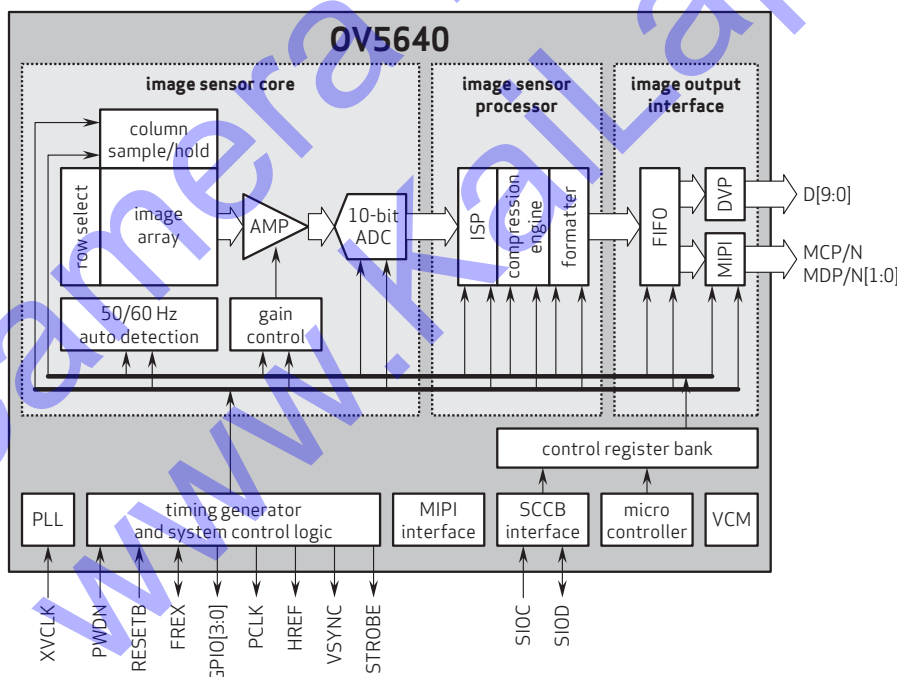 OV5640
image sensor core
image sensor
processor
image output
interface
column
sample/hold
row select
image
array
AMP
10-bit
ADC
ISP
compression
engine
formatter
FIFO
DVP
MIPI
D[9:0]
MCP/N
MDP/N[1:0]
50/60 Hz
auto detection
gain
control
control register bank
PLL
timing generator
and system control logic
MIPI
interface
SCCB
interface
micro
controller
VCM
XVCLK
PWDN
RESETB
FREX
GPIO[3:0]
PCLK
HREF
VSYNC
STROBE
SIOC
SIOD